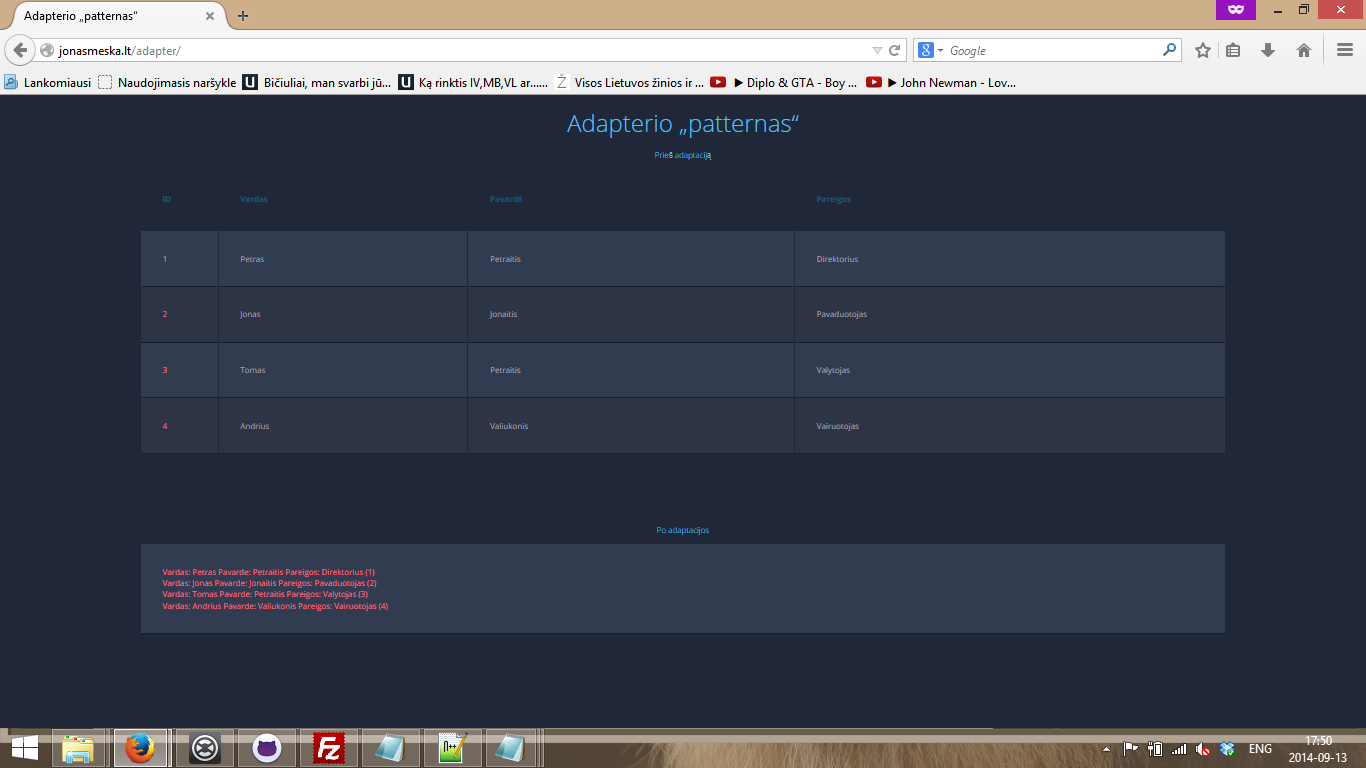 Adapterio „patternas“
jonasmeska.lt/adapter/
Google
Lankomiausi
Naudojimasis naršykle
Bičiuliai, man svarbi jū...
Ką rinktis IV,MB,VL ar......
Visos Lietuvos žinios ir ...
▶ Diplo & GTA - Boy ...
▶ John Newman - Lov...
Adapterio „patternas“
Prieš adaptaciją
ID Vardas Pavardė Pareigos
1 Petras Petraitis Direktorius
2 Jonas Jonaitis Pavaduotojas
3 Tomas Petraitis Valytojas
4 Andrius Valiukonis Vairuotojas
Po adaptacijos
Vardas: Petras Pavarde: Petraitis Pareigos: Direktorius (1)
Vardas: Jonas Pavarde: Jonaitis Pareigos: Pavaduotojas (2)
Vardas: Tomas Pavarde: Petraitis Pareigos: Valytojas (3)
Vardas: Andrius Pavarde: Valiukonis Pareigos: Vairuotojas (4)
ENG
17:50
2014-09-13